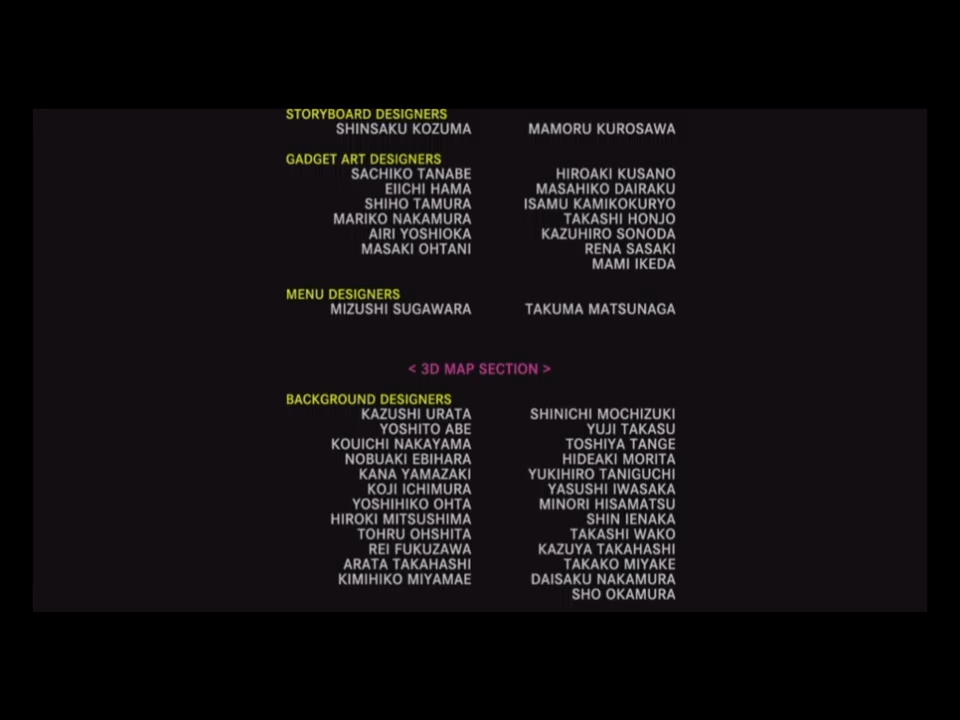 STORYBOARD DESIGNERS
SHINSAKU KOZUMA MAMORU KUROSAWA
GADGET ART DESIGNERS
SACHIKO TANABE HIROAKI KUSANO
EIICHI HAMA MASAHIKO DAIRAKU
SHIHO TAMURA ISAMU KAMIKOKURYO
MARIKO NAKAMURA TAKASHI HONJO
AIRI YOSHIOKA KAZUHIRO SONODA
MASAKI OHTANI RENA SASAKI
MAMI IKEDA
MENU DESIGNERS
MIZUSHI SUGAWARA TAKUMA MATSUNAGA
< 3D MAP SECTION >
BACKGROUND DESIGNERS
KAZUSHI URATA SHINICHI MOCHIZUKI
YOSHITO ABE YUJI TAKASU
KOUICHI NAKAYAMA TOSHIYA TANGE
NOBUAKI EBIHARA HIDEAKI MORITA
KANA YAMAZAKI YUKIHIRO TANIGUCHI
KOJI ICHIMURA YASUSHI IWASAKA
YOSHIHIKO OHTA MINORI HISAMATSU
HIROKI MITSUSHIMA SHIN IENAKA
TOHRU OHSHITA TAKASHI WAKO
REI FUKUZAWA KAZUYA TAKAHASHI
ARATA TAKAHASHI TAKAKO MIYAKE
KIMIHIKO MIYAMAE DAISAKU NAKAMURA
SHO OKAMURA